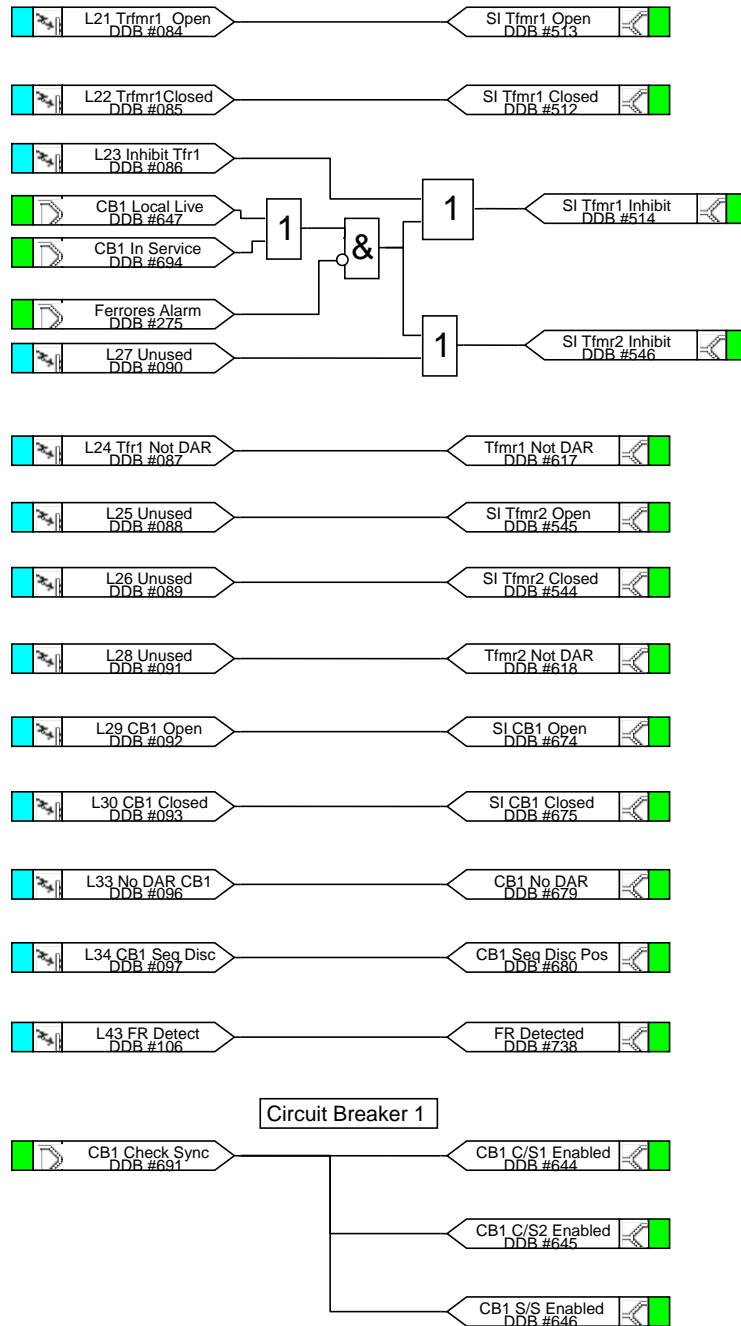 L21 Trfmr1 Open
DDB #084
SI Tfmr1 Open
DDB #513
L22 Trfmr1Closed
DDB #085
SI Tfmr1 Closed
DDB #512
L23 Inhibit Tfr1
DDB #086
CB1 Local Live
DDB #647
CB1 In Service
DDB #694
1
&
1
SI Tfmr1 Inhibit
DDB #514
Ferrores Alarm
DDB #275
L27 Unused
DDB #090
1
SI Tfmr2 Inhibit
DDB #546
L24 Tfr1 Not DAR
DDB #087
Tfmr1 Not DAR
DDB #617
L25 Unused
DDB #088
SI Tfmr2 Open
DDB #545
L26 Unused
DDB #089
SI Tfmr2 Closed
DDB #544
L28 Unused
DDB #091
Tfmr2 Not DAR
DDB #618
L29 CB1 Open
DDB #092
SI CB1 Open
DDB #674
L30 CB1 Closed
DDB #093
SI CB1 Closed
DDB #675
L33 No DAR CB1
DDB #096
CB1 No DAR
DDB #679
L34 CB1 Seq Disc
DDB #097
CB1 Seq Disc Pos
DDB #680
L43 FR Detect
DDB #106
FR Detected
DDB #738
Circuit Breaker 1
CB1 Check Sync
DDB #691
CB1 C/S1 Enabled
DDB #644
CB1 C/S2 Enabled
DDB #645
CB1 S/S Enabled
DDB #646